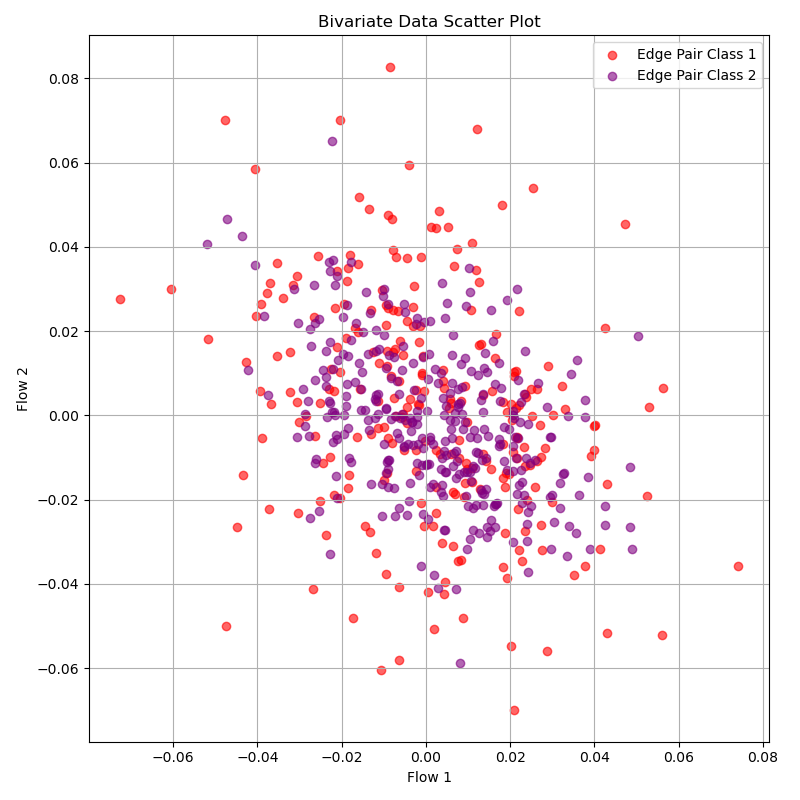 Bivariate Data Scatter Plot
Edge Pair Class 1
Edge Pair Class 2
0.08
0.06
0.04
0.02
0.00
−0.02
−0.04
−0.06
Flow 2
−0.06 −0.04 −0.02 0.00 0.02 0.04 0.06 0.08
Flow 1